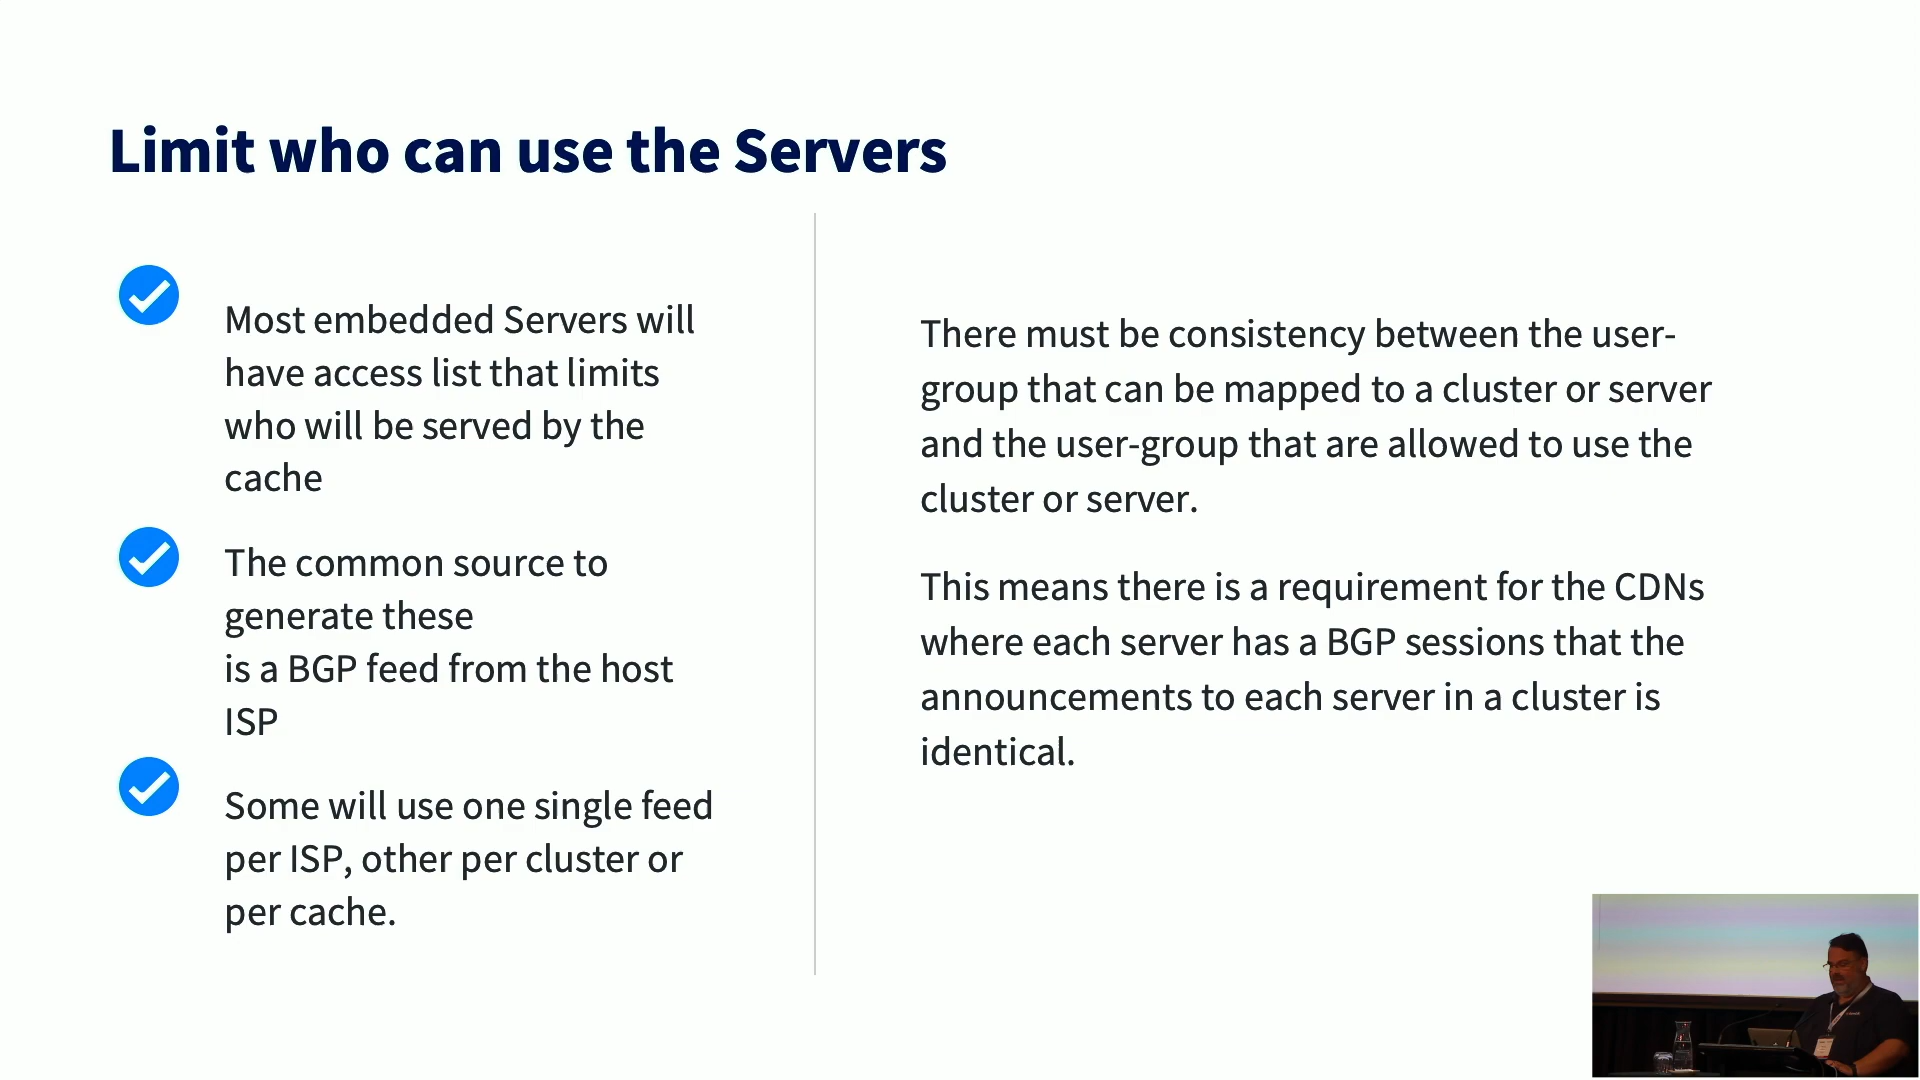 Limit who can use the Servers
Most embedded Servers will
have access list that limits
who will be served by the
cache
The common source to
generate these
is a BGP feed from the host
ISP
Some will use one single feed
per ISP, other per cluster or
per cache.
There must be consistency between the user-
group that can be mapped to a cluster or server
and the user-group that are allowed to use the
cluster or server.
This means there is a requirement for the CDNs
where each server has a BGP sessions that the
announcements to each server in a cluster is
identical.